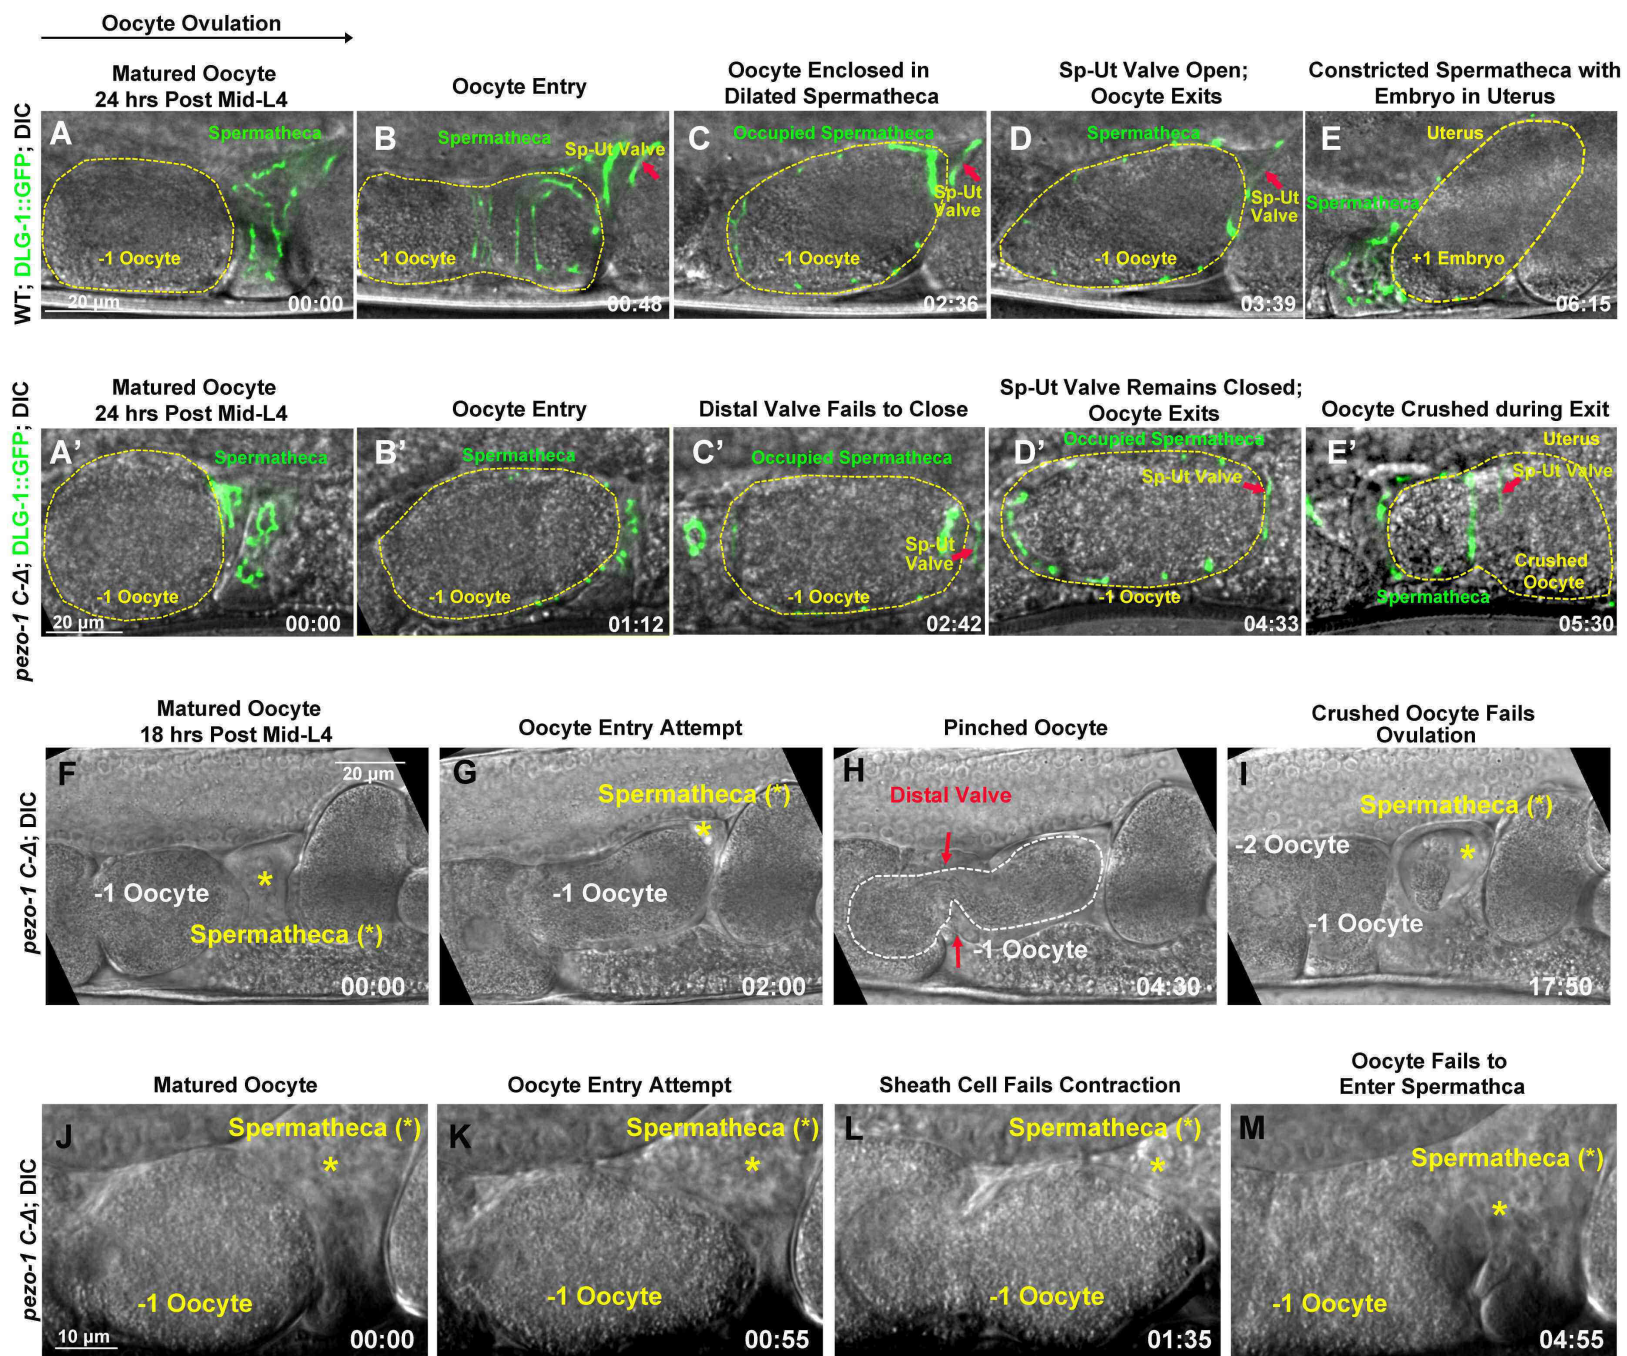 Oocyte Ovulation
WT; DLG-1::GFP; DIC
Matured Oocyte
24 hrs Post Mid-L4
A
Spermatheca
-1 Oocyte
20 µm
00:00
Oocyte Entry
B
Spermatheca
Sp-Ut Valve
-1 Oocyte
00:48
Oocyte Enclosed in
Dilated Spermatheca
C
Occupied Spermatheca
Sp-Ut
Valve
-1 Oocyte
02:36
Sp-Ut Valve Open;
Oocyte Exits
D
Spermatheca
Sp-Ut
Valve
-1 Oocyte
03:39
Constricted Spermatheca with
Embryo in Uterus
E
Uterus
Spermatheca
+1 Embryo
06:15
pezo-1 C-Δ; DLG-1::GFP; DIC
Matured Oocyte
24 hrs Post Mid-L4
A’
Spermatheca
-1 Oocyte
20 µm
00:00
Oocyte Entry
B’
Spermatheca
-1 Oocyte
01:12
Distal Valve Fails to Close
C’
Occupied Spermatheca
Sp-Ut
Valve
-1 Oocyte
02:42
Sp-Ut Valve Remains Closed;
Oocyte Exits
D’
Occupied Spermatheca
Sp-Ut Valve
-1 Oocyte
04:33
Oocyte Crushed during Exit
E’
Uterus
Sp-Ut Valve
Crushed
Oocyte
Spermatheca
05:30
pezo-1 C-Δ; DIC
Matured Oocyte
18 hrs Post Mid-L4
F
20 µm
-1 Oocyte
*
Spermatheca (*)
00:00
Oocyte Entry Attempt
G
Spermatheca (*)
*
-1 Oocyte
02:00
Pinched Oocyte
H
Distal Valve
-1 Oocyte
04:30
Crushed Oocyte Fails
Ovulation
I
Spermatheca (*)
-2 Oocyte
*
-1 Oocyte
17:50
pezo-1 C-Δ; DIC
Matured Oocyte
J
Spermatheca (*)
*
-1 Oocyte
10 µm
00:00
Oocyte Entry Attempt
K
Spermatheca (*)
*
-1 Oocyte
00:55
Sheath Cell Fails Contraction
L
Spermatheca (*)
*
-1 Oocyte
01:35
Oocyte Fails to
Enter Spermathca
M
Spermatheca (*)
*
-1 Oocyte
04:55